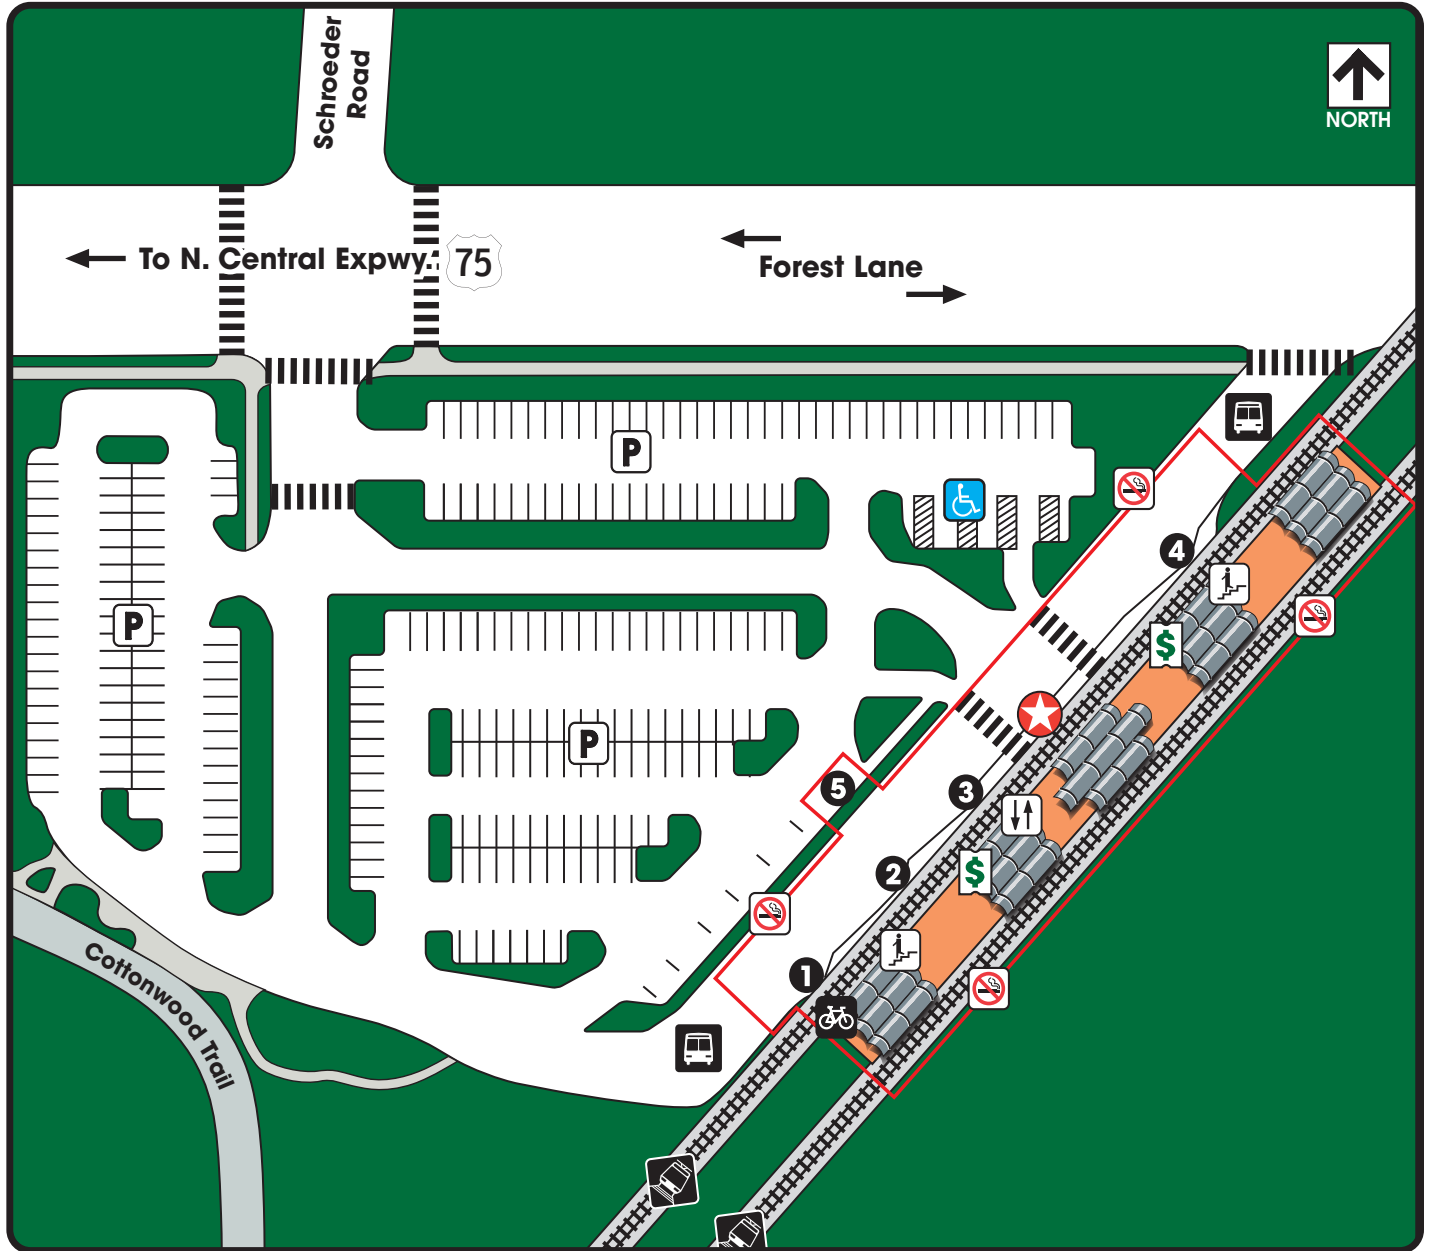 Schroeder
Road
NORTH
To N. Central Expwy.
75
Forest Lane
P
P
P
4
$
5
3
2
$
1
Cottonwood Trail